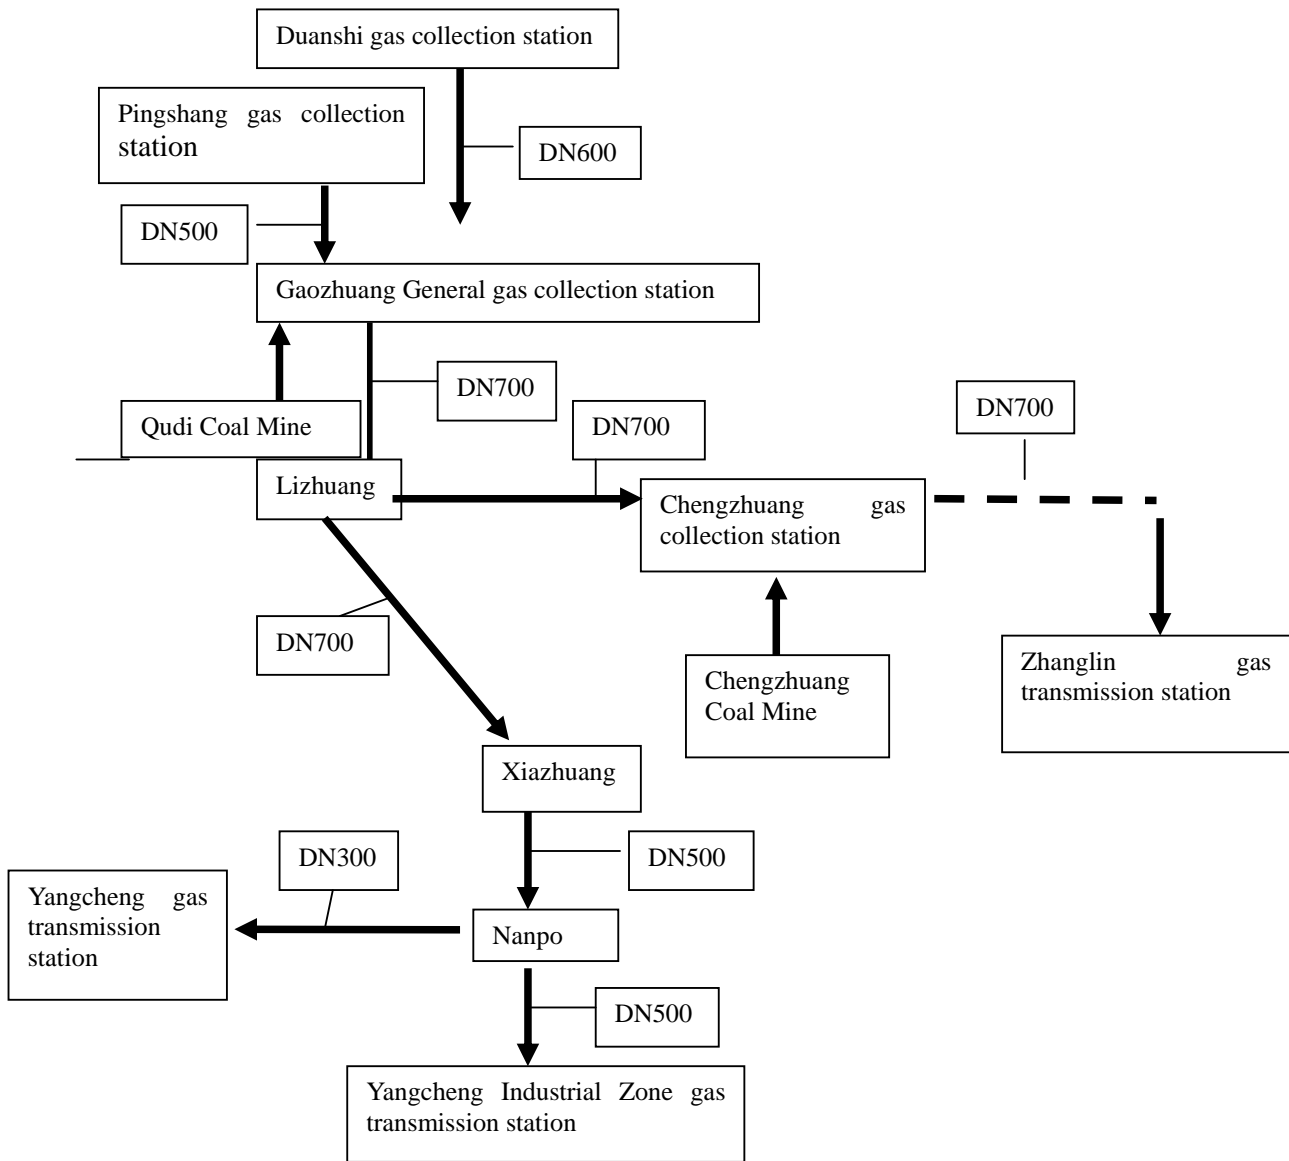 Duanshi gas collection station
Pingshang gas collection
station
DN600
DN500
Gaozhuang General gas collection station
DN700
DN700
DN700
Qudi Coal Mine
Lizhuang
Chengzhuang gas
collection station
DN700
Chengzhuang
Coal Mine
Zhanglin gas
transmission station
Xiazhuang
DN300
DN500
Yangcheng gas
transmission
station
Nanpo
DN500
Yangcheng Industrial Zone gas
transmission station